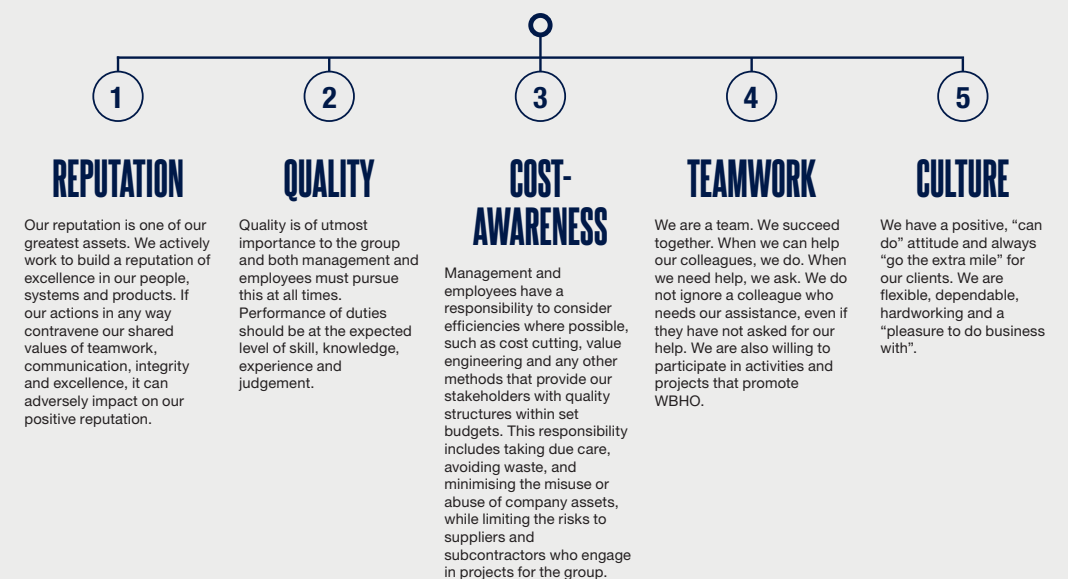 1
REPUTATION
Our reputation is one of our
greatest assets. We actively
work to build a reputation of
excellence in our people,
systems and products. If
our actions in any way
contravene our shared
values of teamwork,
communication, integrity
and excellence, it can
adversely impact on our
positive reputation.
2
QUALITY
Quality is of utmost
importance to the group
and both management and
employees must pursue
this at all times.
Performance of duties
should be at the expected
level of skill, knowledge,
experience and
judgement.
3
COST-
AWARENESS
Management and
employees have a
responsibility to consider
efficiencies where possible,
such as cost cutting, value
engineering and any other
methods that provide our
stakeholders with quality
structures within set
budgets. This responsibility
includes taking due care,
avoiding waste, and
minimising the misuse or
abuse of company assets,
while limiting the risks to
suppliers and
subcontractors who engage
in projects for the group.
4
TEAMWORK
We are a team. We succeed
together. When we can help
our colleagues, we do. When
we need help, we ask. We do
not ignore a colleague who
needs our assistance, even if
they have not asked for our
help. We are also willing to
participate in activities and
projects that promote
WBHO.
5
CULTURE
We have a positive, “can
do” attitude and always
“go the extra mile” for
our clients. We are
flexible, dependable,
hardworking and a
“pleasure to do business
with”.